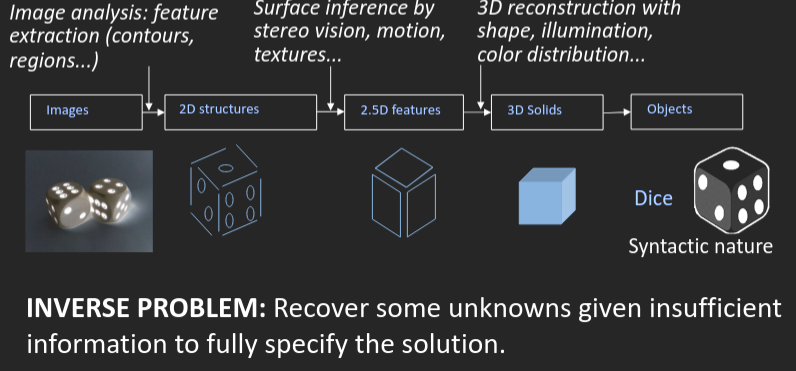 Image analysis: feature
extraction (contours,
regions...)
Surface inference by
stereo vision, motion,
textures...
3D reconstruction with
shape, illumination,
color distribution...
Images
2D structures
2.5D features
3D Solids
Objects
Dice
Syntactic nature
INVERSE PROBLEM: Recover some unknowns given insufficient
information to fully specify the solution.